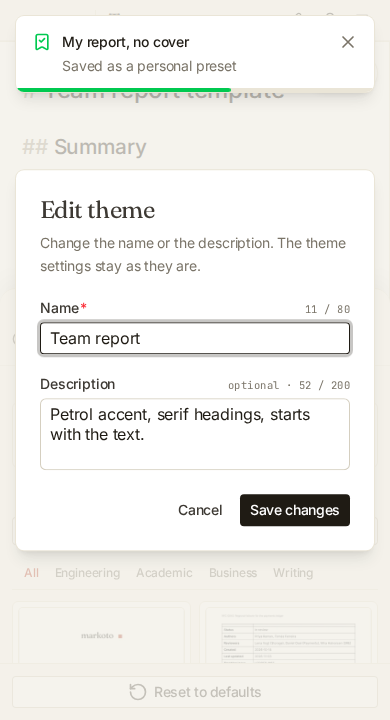 My report, no cover
Saved as a personal preset
# Team report template
## Summary
Edit theme
Change the name or the description. The theme
settings stay as they are.
Name* 11 / 80
Team report
Description optional · 52 / 200
Petrol accent, serif headings, starts
with the text.
Cancel Save changes
All Engineering Academic Business Writing
markoto
Reset to defaults